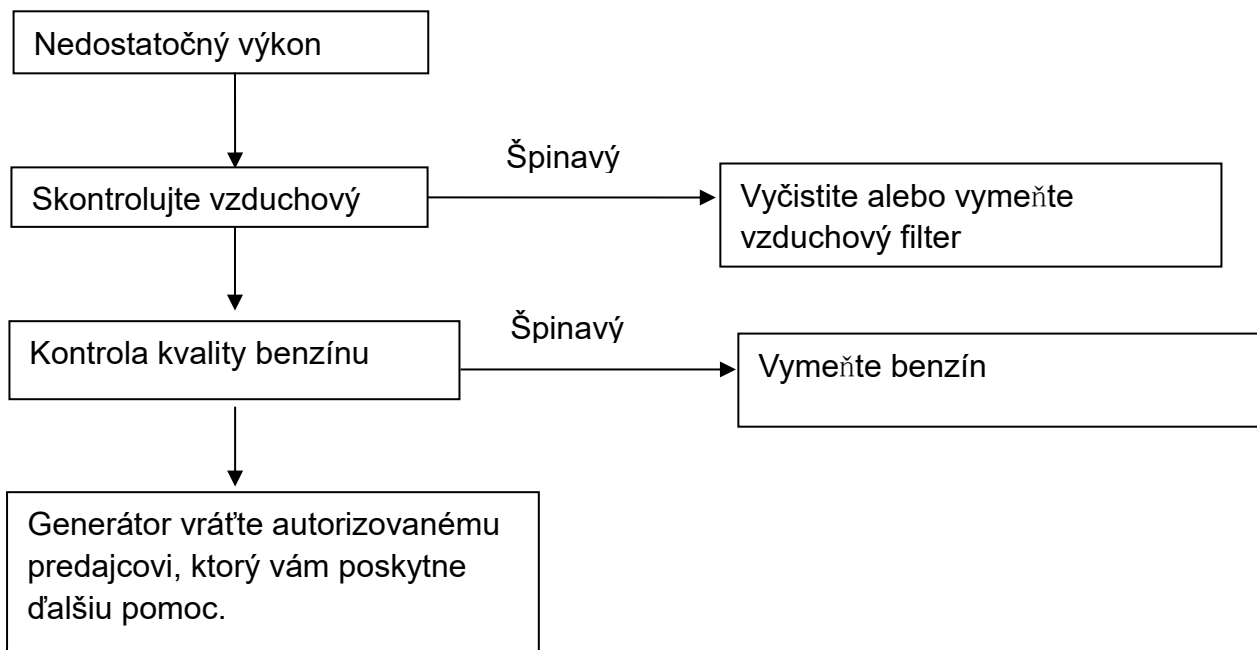 Nedostatočný výkon
Špinavý
Skontrolujte vzduchový
Vyčistite alebo vymeňte
vzduchový filter
Špinavý
Kontrola kvality benzínu
Vymeňte benzín
Generátor vráťte autorizovanému
predajcovi, ktorý vám poskytne
ďalšiu pomoc.